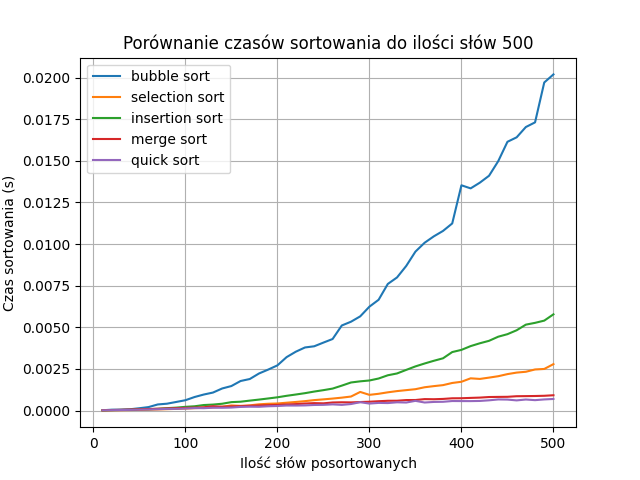 Porównanie czasów sortowania do ilości słów 500
bubble sort
selection sort
insertion sort
merge sort
quick sort
Czas sortowania (s)
0.0200
0.0175
0.0150
0.0125
0.0100
0.0075
0.0050
0.0025
0.0000
0 100 200 300 400 500
Ilość słów posortowanych